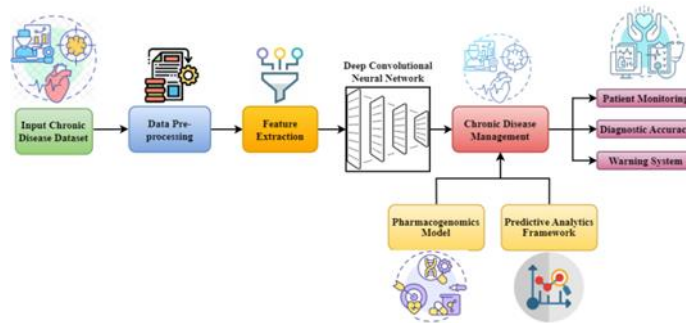 Deep Convolutional
Neural Network
Input Chronic
Disease Dataset
Data Pre-
processing
Feature
Extraction
Chronic Disease
Management
Patient Monitoring
Diagnostic Accurac
Warning System
Pharmacogenomics
Model
Predictive Analytics
Framework